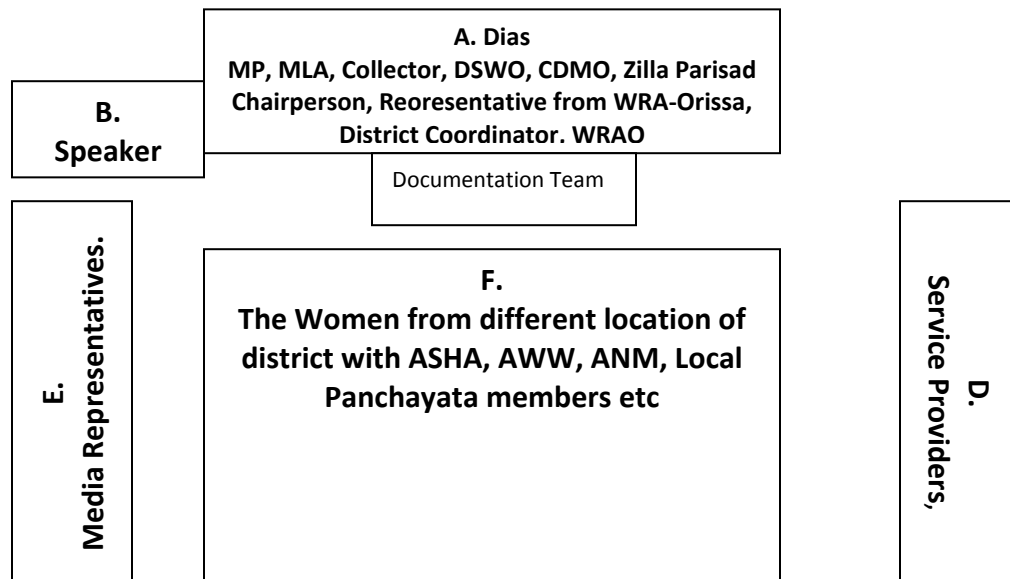 A. Dias
MP, MLA, Collector, DSWO, CDMO, Zilla Parisad
Chairperson, Reoresentative from WRA-Orissa,
District Coordinator. WRAO
B.
Speaker
Documentation Team
E.
Media Representatives.
F.
The Women from different location of
district with ASHA, AWW, ANM, Local
Panchayata members etc
D.
Service Providers,